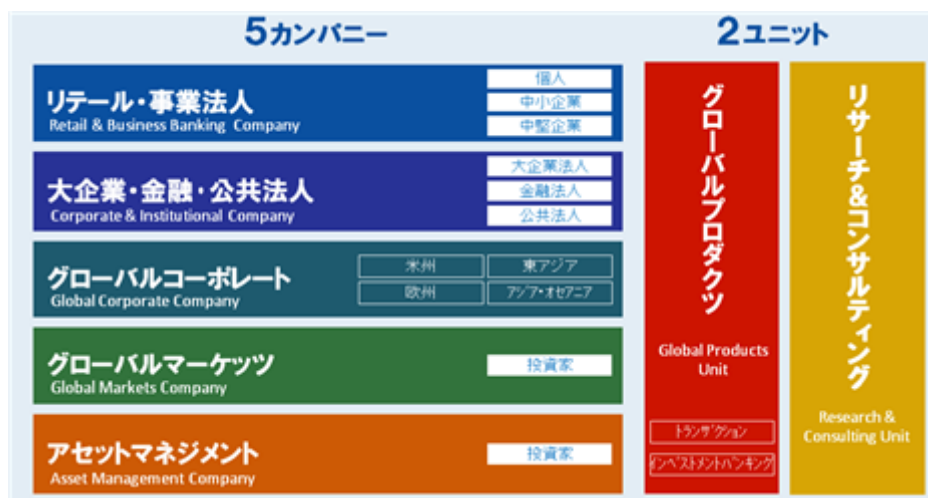 5カンパニー
2ユニット
リテール・事業法人
Retail & Business Banking Company
個人
中小企業
中堅企業
大企業・金融・公共法人
Corporate & Institutional Company
大企業法人
金融法人
公共法人
グローバルコーポレート
Global Corporate Company
米州
東アジア
欧州
アジア・オセアニア
グローバルマーケッツ
Global Markets Company
投資家
アセットマネジメント
Asset Management Company
投資家
グローバルプロダクツ
Global Products
Unit
トランザクション
インベストメントバンキング
リサーチ&コンサルティング
Research &
Consulting Unit